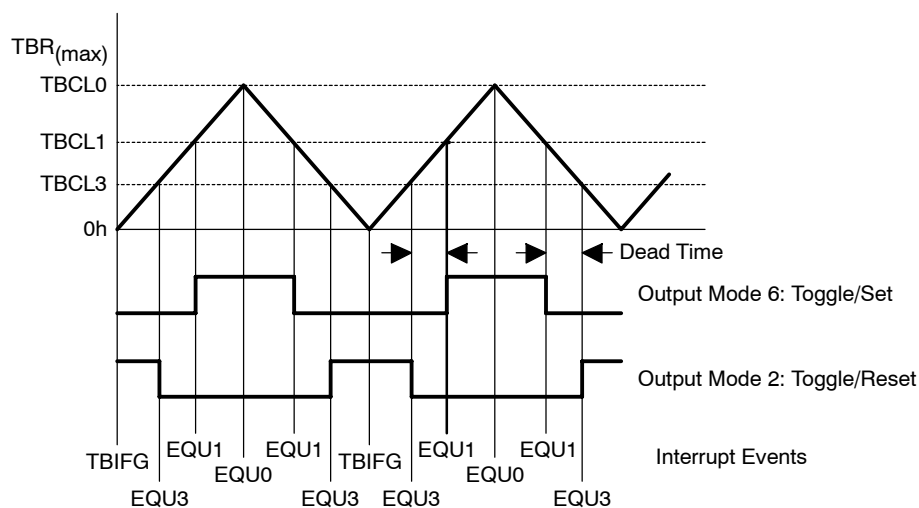 TBR(max)
TBCL0
TBCL1
TBCL3
0h
Dead Time
Output Mode 6: Toggle/Set
Output Mode 2: Toggle/Reset
EQU1 EQU1 EQU1 EQU1
TBIFG EQU0 TBIFG EQU0 Interrupt Events
EQU3 EQU3 EQU3 EQU3